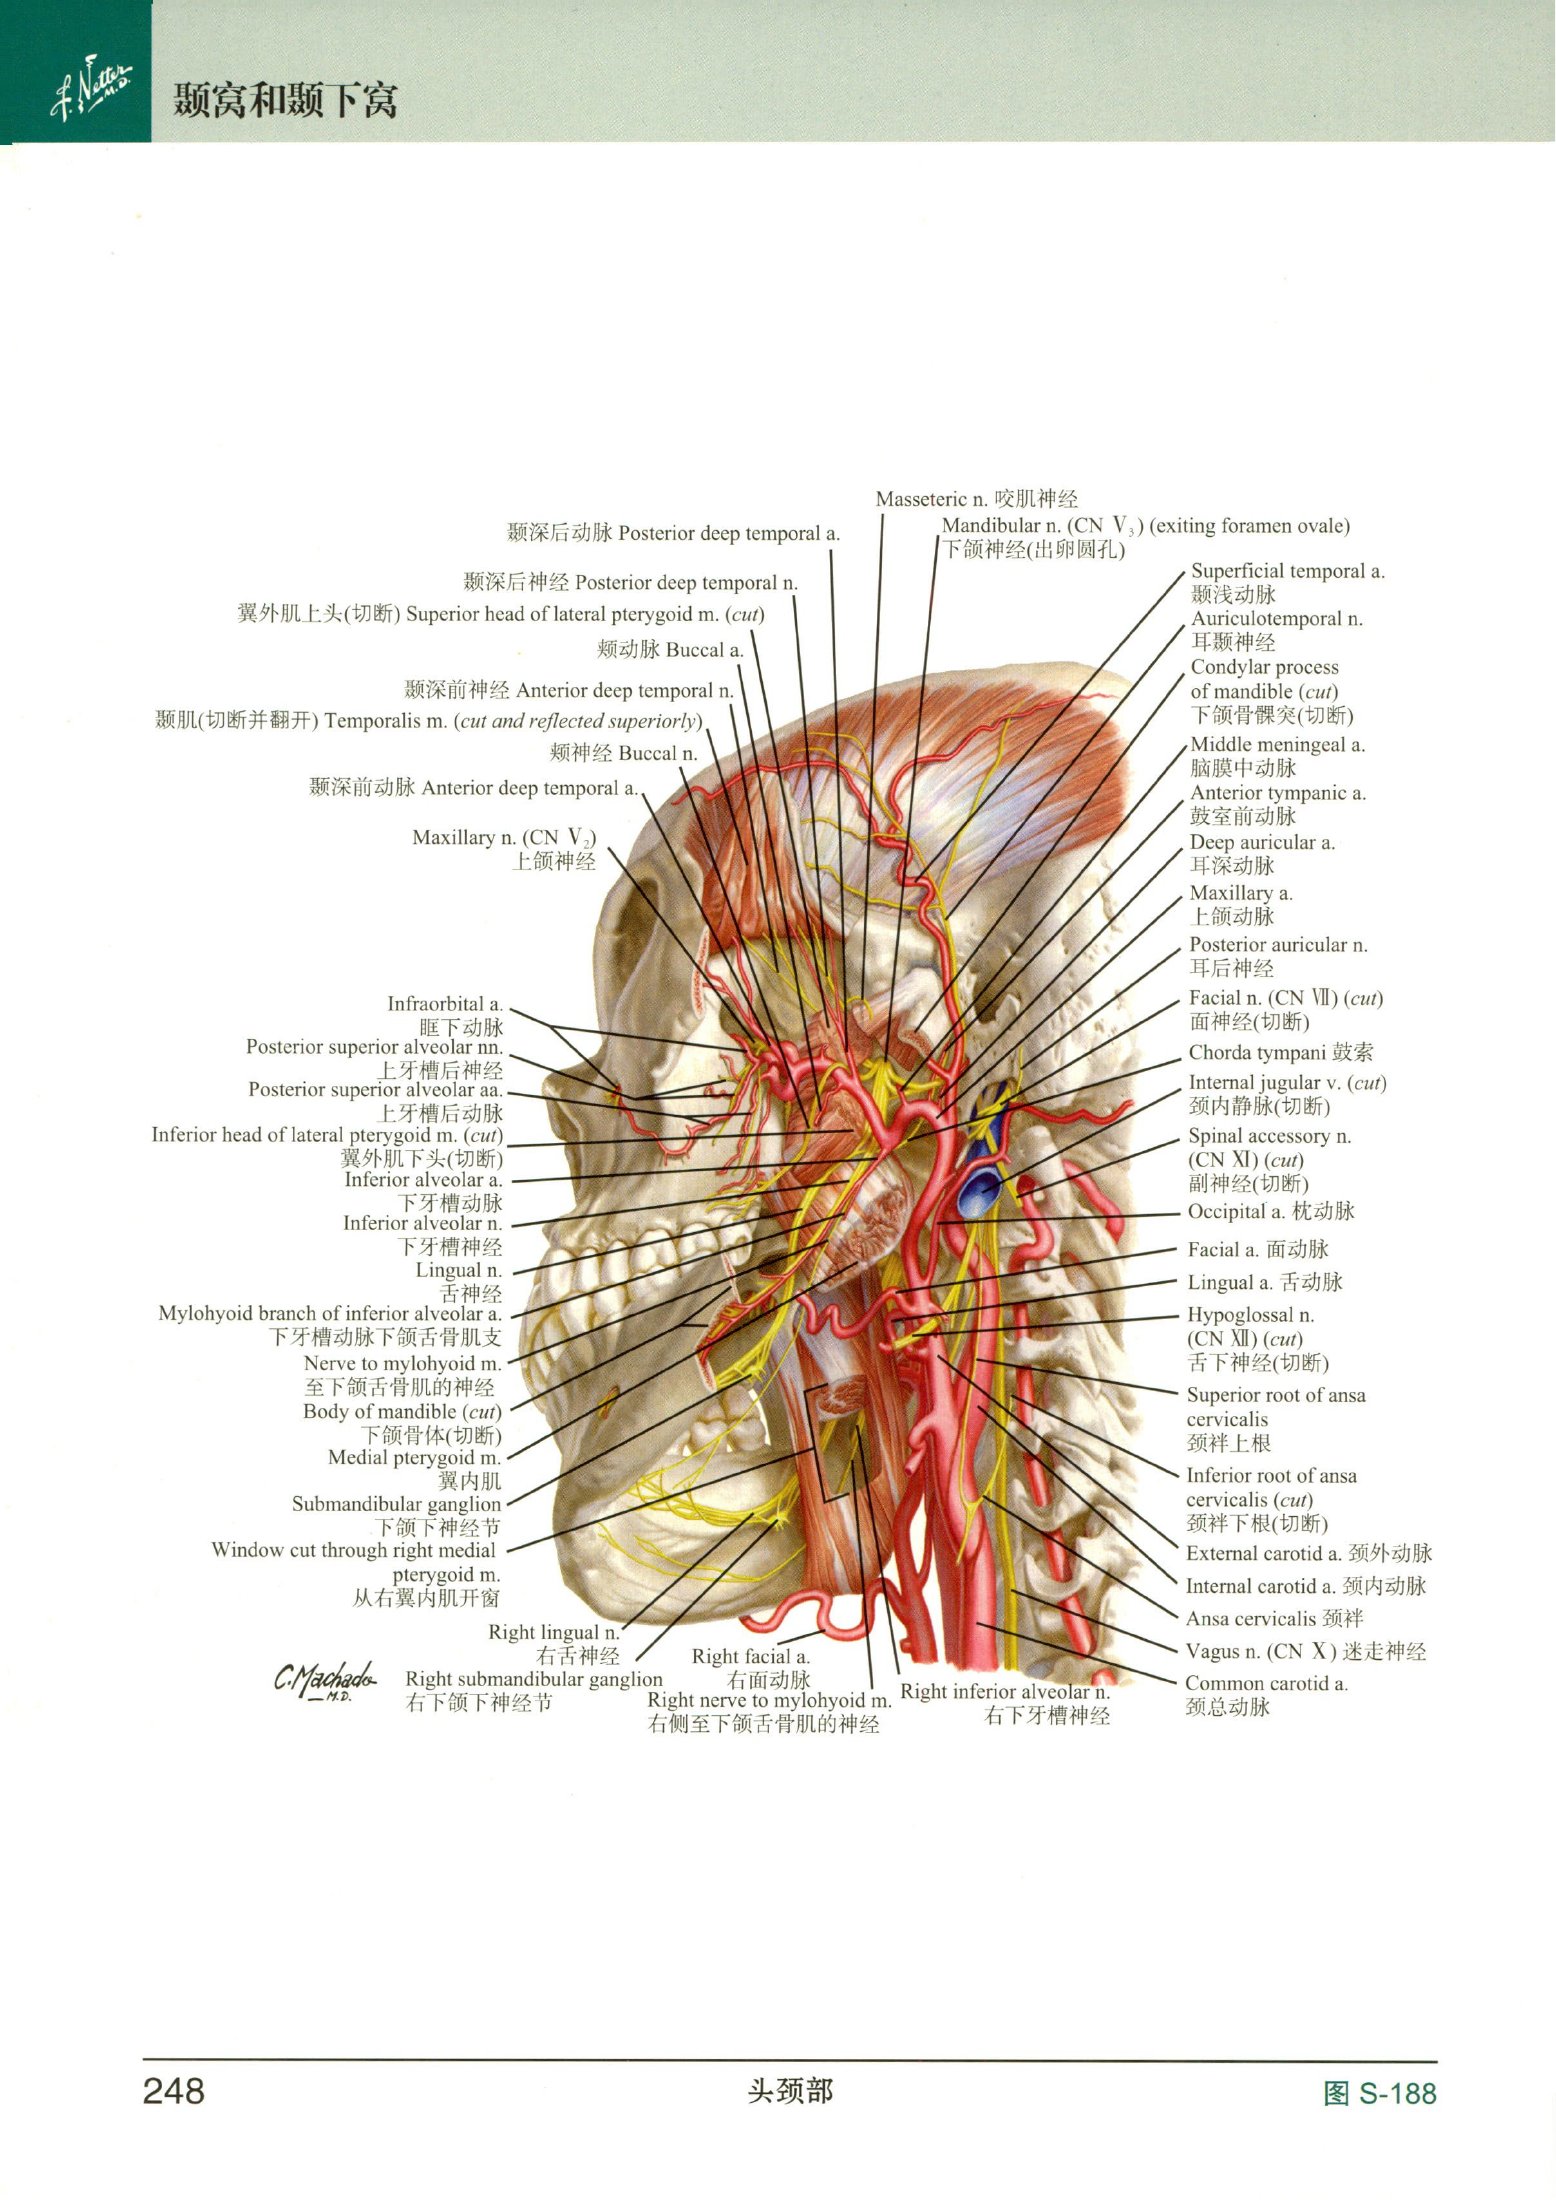 F. Netter M.D.
颞窝和颞下窝
Masseteric n. 咬肌神经
Mandibular n. (CN Ⅴ₃) (exiting foramen ovale)
下颌神经(出卵圆孔)
颞深后动脉 Posterior deep temporal a.
颞深后神经 Posterior deep temporal n.
翼外肌上头(切断) Superior head of lateral pterygoid m. (cut)
颊动脉 Buccal a.
颞深前神经 Anterior deep temporal n.
颞肌(切断并翻开) Temporalis m. (cut and reflected superiorly)
颊神经 Buccal n.
颞深前动脉 Anterior deep temporal a.
Maxillary n. (CN Ⅴ₂)
上颌神经
Infraorbital a.
眶下动脉
Posterior superior alveolar nn.
上牙槽后神经
Posterior superior alveolar aa.
上牙槽后动脉
Inferior head of lateral pterygoid m. (cut)
翼外肌下头(切断)
Inferior alveolar a.
下牙槽动脉
Inferior alveolar n.
下牙槽神经
Lingual n.
舌神经
Mylohyoid branch of inferior alveolar a.
下牙槽动脉下颌舌骨肌支
Nerve to mylohyoid m.
至下颌舌骨肌的神经
Body of mandible (cut)
下颌骨体(切断)
Medial pterygoid m.
翼内肌
Submandibular ganglion
下颌下神经节
Window cut through right medial
pterygoid m.
从右翼内肌开窗
Right lingual n.
右舌神经
Right submandibular ganglion
右下颌下神经节
Right facial a.
右面动脉
Right nerve to mylohyoid m.
右侧至下颌舌骨肌的神经
Right inferior alveolar n.
右下牙槽神经
Superficial temporal a.
颞浅动脉
Auriculotemporal n.
耳颞神经
Condylar process
of mandible (cut)
下颌骨髁突(切断)
Middle meningeal a.
脑膜中动脉
Anterior tympanic a.
鼓室前动脉
Deep auricular a.
耳深动脉
Maxillary a.
上颌动脉
Posterior auricular n.
耳后神经
Facial n. (CN Ⅶ) (cut)
面神经(切断)
Chorda tympani 鼓索
Internal jugular v. (cut)
颈内静脉(切断)
Spinal accessory n.
(CN Ⅺ) (cut)
副神经(切断)
Occipital a. 枕动脉
Facial a. 面动脉
Lingual a. 舌动脉
Hypoglossal n.
(CN Ⅻ) (cut)
舌下神经(切断)
Superior root of ansa
cervicalis
颈袢上根
Inferior root of ansa
cervicalis (cut)
颈袢下根(切断)
External carotid a. 颈外动脉
Internal carotid a. 颈内动脉
Ansa cervicalis 颈袢
Vagus n. (CN Ⅹ) 迷走神经
Common carotid a.
颈总动脉
C. Machado
M.D.
248
头颈部
图 S-188